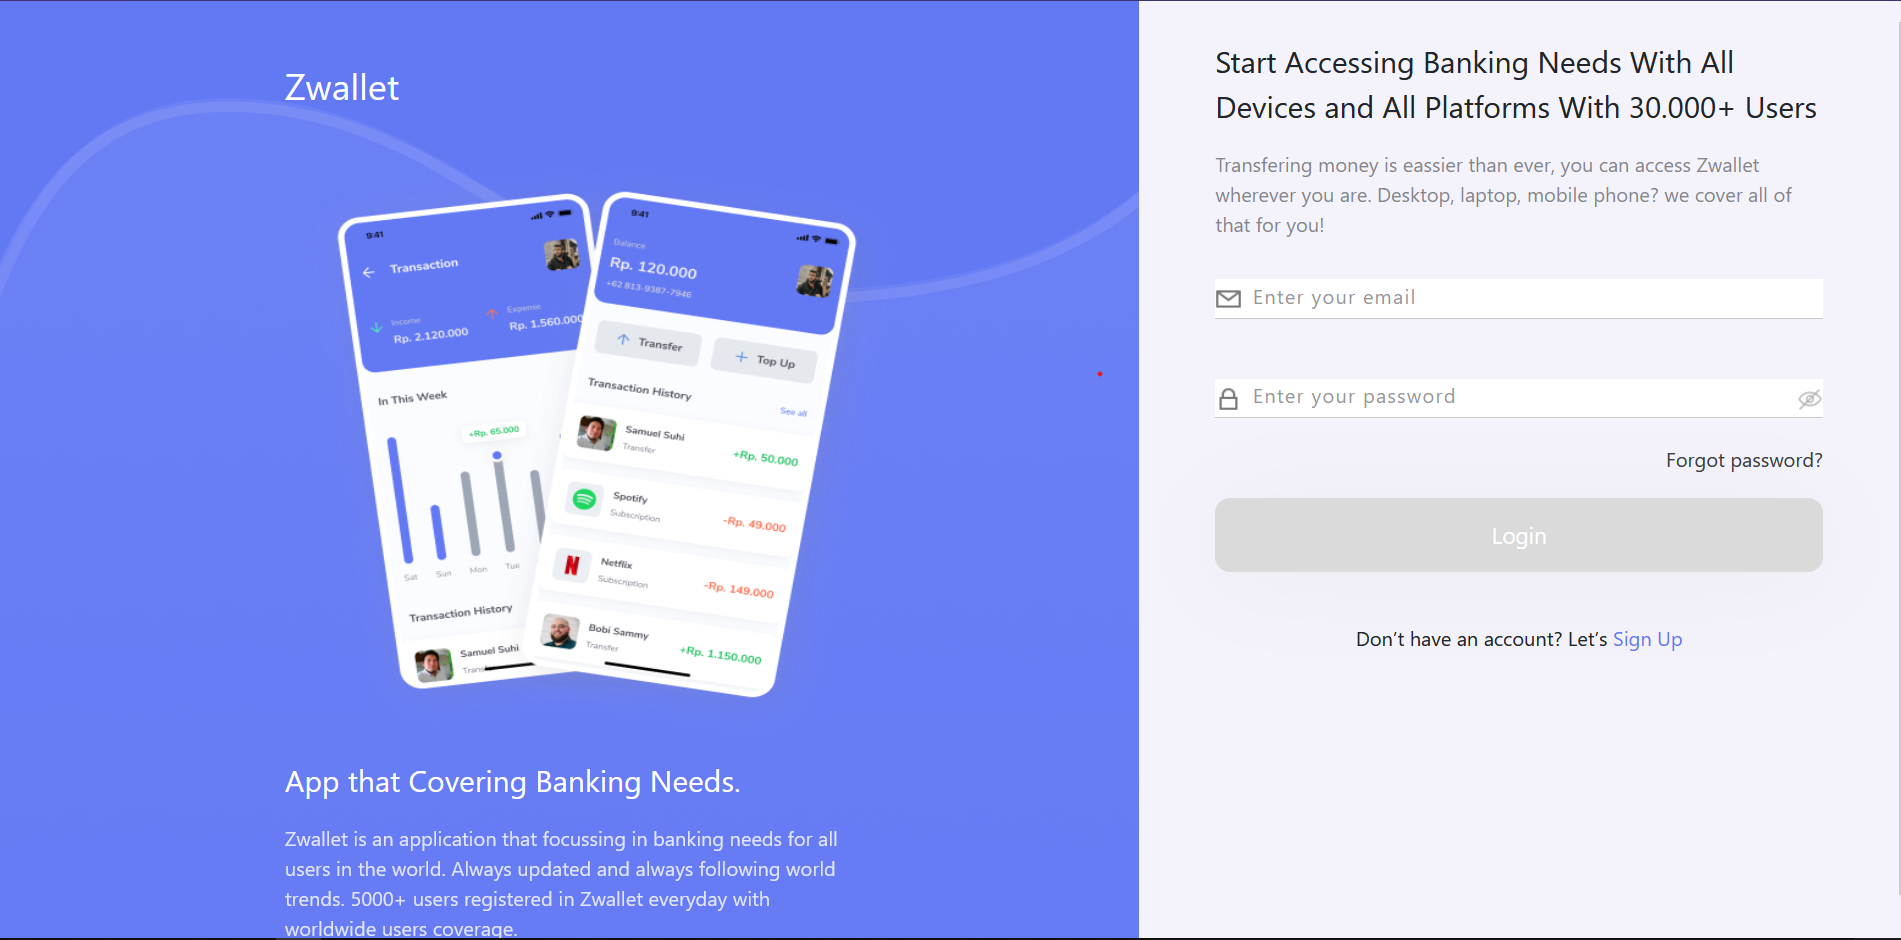 Zwallet
9:41
Transaction
Income
Rp. 2.120.000
Expense
Rp. 1.560.000
In This Week
+Rp. 65.000
Sat
Sun
Mon
Tue
Transaction History
Samuel Suhi
9:41
Balance
Rp. 120.000
+62 813-9387-7946
Transfer
Top Up
Transaction History
See all
Samuel Suhi
Transfer
+Rp. 50.000
Spotify
Subscription
-Rp. 49.000
Netflix
Subscription
-Rp. 149.000
Bobi Sammy
Transfer
+Rp. 1.150.000
App that Covering Banking Needs.
Zwallet is an application that focussing in banking needs for all
users in the world. Always updated and always following world
trends. 5000+ users registered in Zwallet everyday with
worldwide users coverage.
Start Accessing Banking Needs With All
Devices and All Platforms With 30.000+ Users
Transfering money is eassier than ever, you can access Zwallet
wherever you are. Desktop, laptop, mobile phone? we cover all of
that for you!
Enter your email
Enter your password
Forgot password?
Login
Don’t have an account? Let’s Sign Up